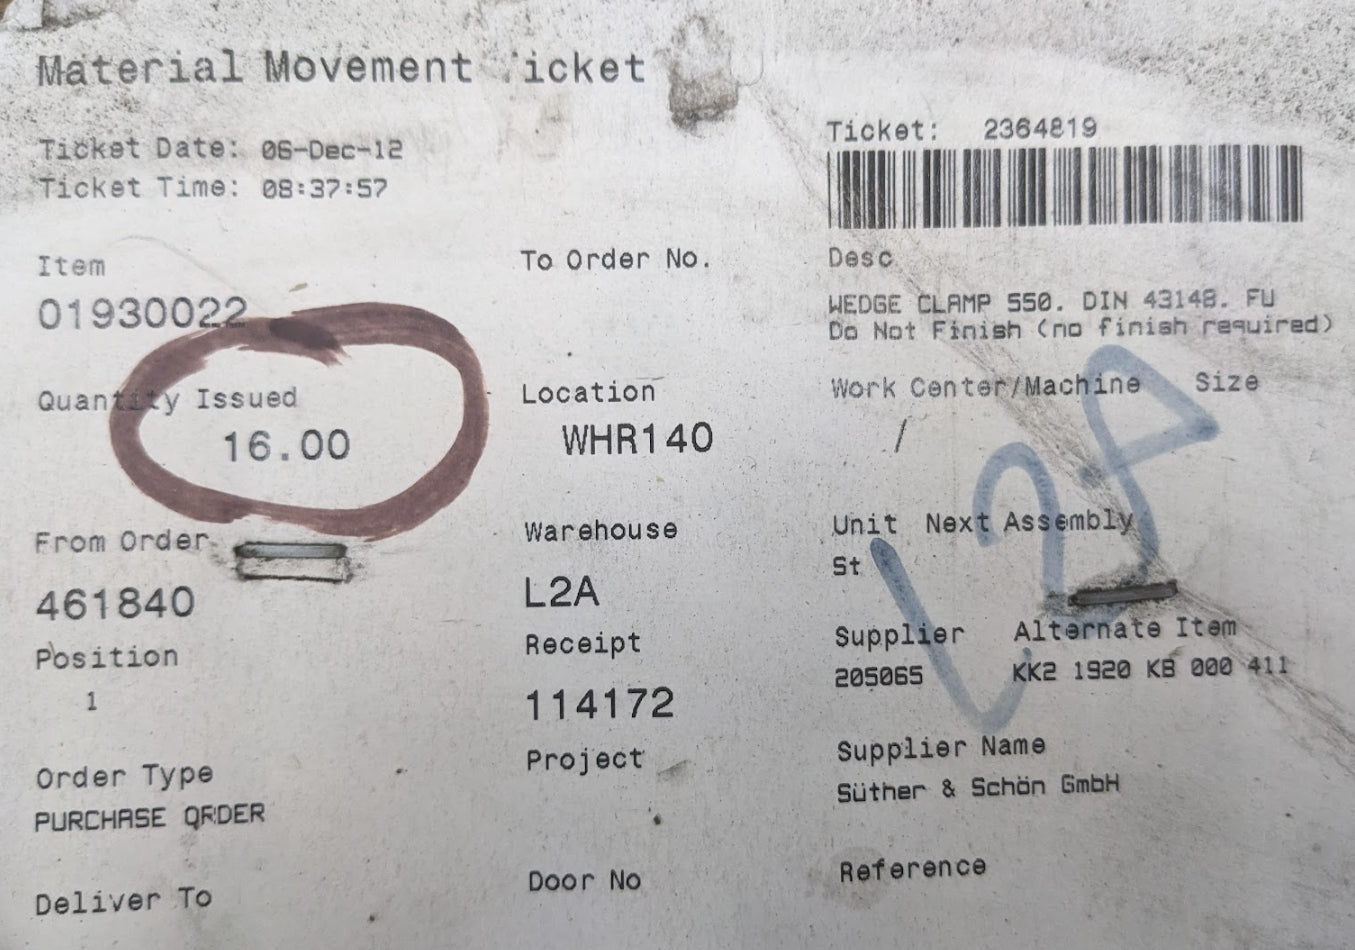 Material Movement icket
Ticket Date: 06-Dec-12
Ticket Time: 08:37:57
Ticket: 2364819
Item
01930022
To Order No.
Desc
WEDGE CLAMP 550. DIN 43148. FU
Do Not Finish (no finish required)
Quantity Issued
16.00
Location
WHR140
Work Center/Machine Size
/
From Order
461840
Warehouse
L2A
Unit Next Assembly
St
Position
1
Receipt
114172
Supplier Alternate Item
205065 KK2 1920 KB 000 411
Order Type
PURCHASE ORDER
Project
Supplier Name
Süther & Schön GmbH
Deliver To
Door No
Reference